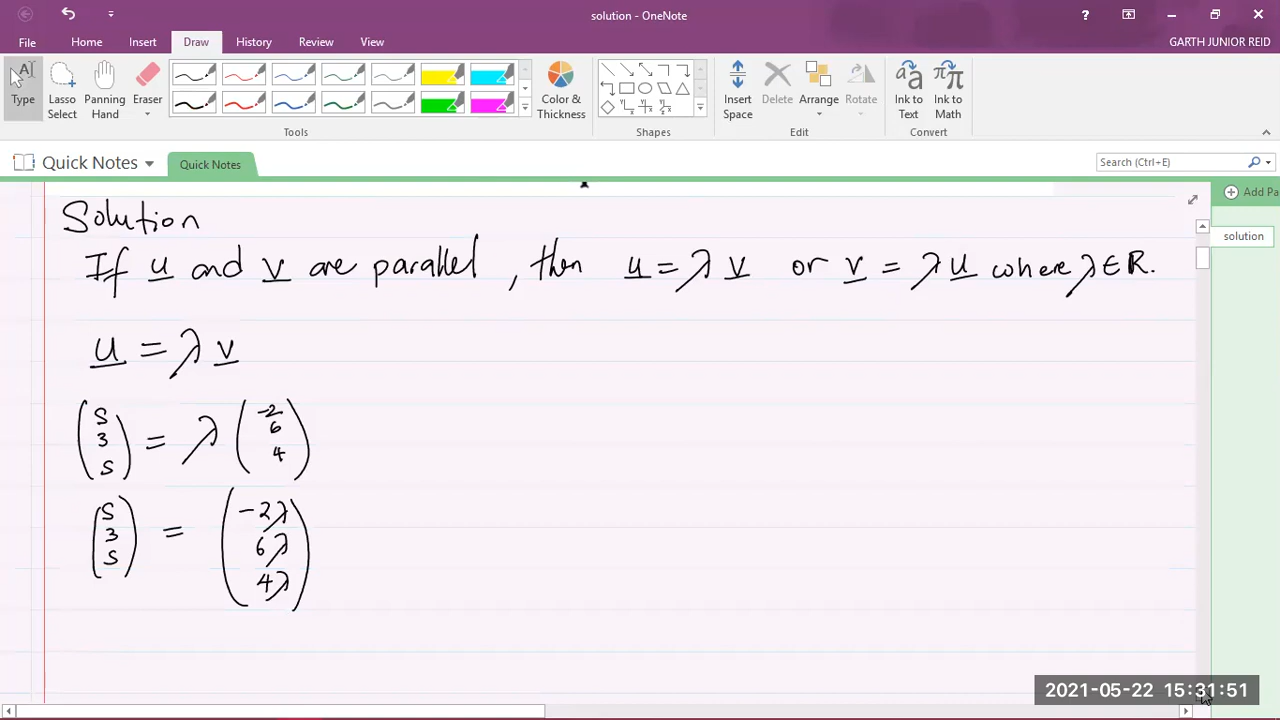 solution - OneNote
GARTH JUNIOR REID
File Home Insert Draw History Review View
Type
Lasso Select
Panning Hand
Eraser
Color & Thickness
Insert Space
Delete
Arrange
Rotate
Ink to Text
Ink to Math
Tools
Shapes
Edit
Convert
Quick Notes
Quick Notes
Search (Ctrl+E)
Add Pa
solution
Solution
If u and v are parallel, then u = λ v or v = λ u where λ ∈ R.
u = λ v
(S 3 S) = λ (-2 6 4)
(S 3 S) = (-2λ 6λ 4λ)
2021-05-22 15:31:51